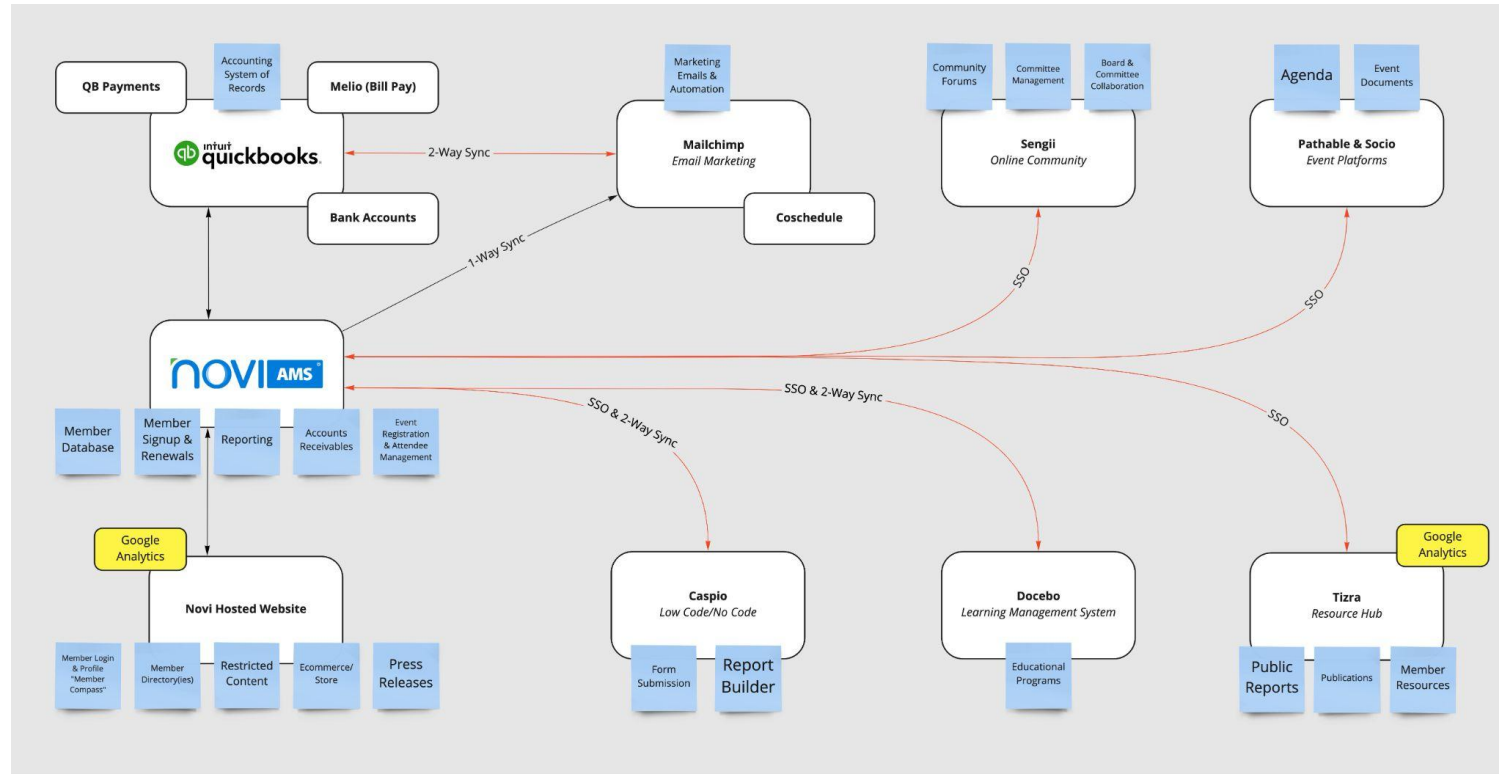 Accounting
System of
Records
QB Payments
Melio (Bill Pay)
qb
intuit
quickbooks.
Bank Accounts
2-Way Sync
Marketing
Emails &
Automation
Mailchimp
Email Marketing
Coschedule
Community
Forums
Committee
Management
Board &
Committee
Collaboration
Sengii
Online Community
Agenda
Event
Documents
Pathable & Socio
Event Platforms
1-Way Sync
SSO
SSO
NOVI AMS
Member
Database
Member
Signup &
Renewals
Reporting
Accounts
Receivables
Event
Registration
& Attendee
Management
SSO & 2-Way Sync
SSO & 2-Way Sync
SSO
Google
Analytics
Novi Hosted Website
Member Login
& Profile
"Member
Compass"
Member
Directory(ies)
Restricted
Content
Ecommerce/
Store
Press
Releases
Caspio
Low Code/No Code
Form
Submission
Report
Builder
Docebo
Learning Management System
Educational
Programs
Google
Analytics
Tizra
Resource Hub
Public
Reports
Publications
Member
Resources